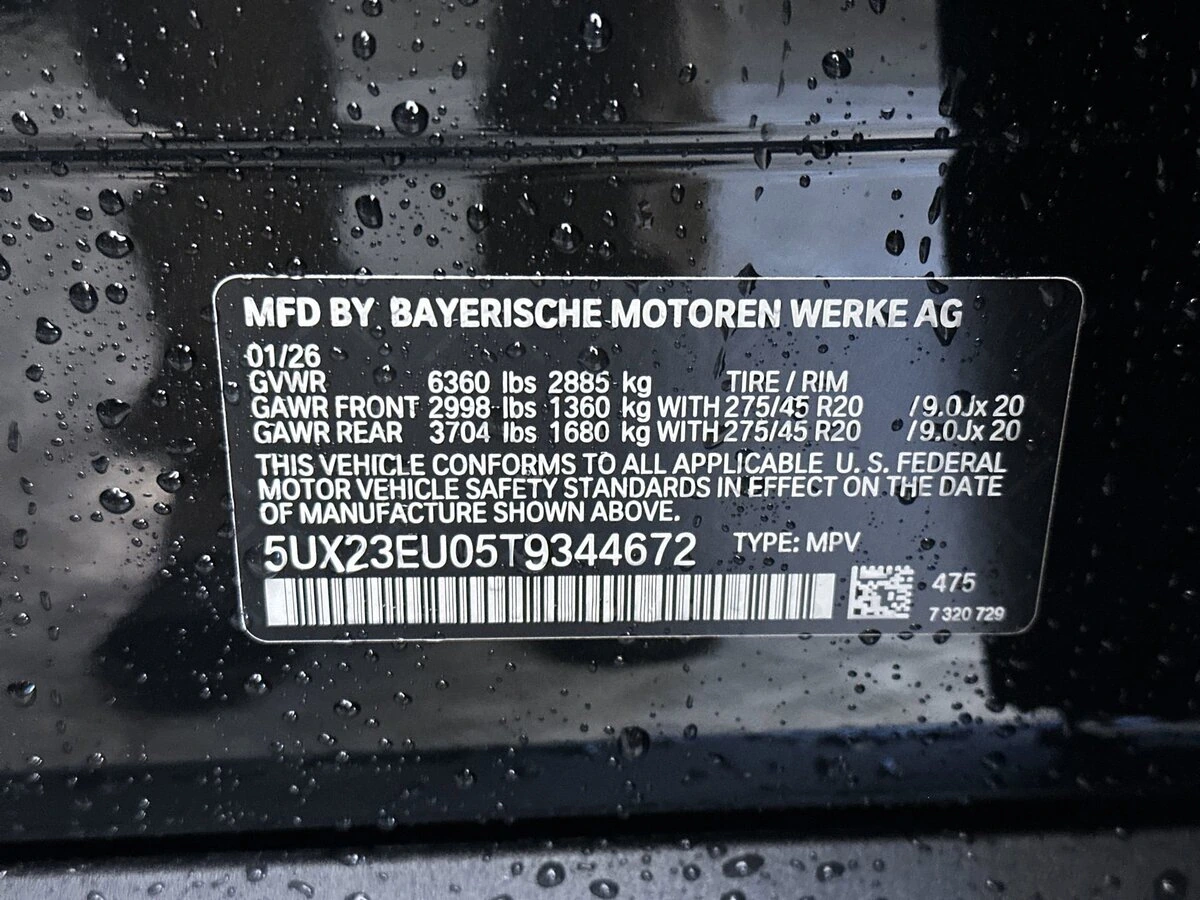 MFD BY BAYERISCHE MOTOREN WERKE AG
01/26
GVWR 6360 lbs 2885 kg TIRE / RIM
GAWR FRONT 2998 lbs 1360 kg WITH 275/45 R20 / 9.0Jx 20
GAWR REAR 3704 lbs 1680 kg WITH 275/45 R20 / 9.0Jx 20
THIS VEHICLE CONFORMS TO ALL APPLICABLE U. S. FEDERAL
MOTOR VEHICLE SAFETY STANDARDS IN EFFECT ON THE DATE
OF MANUFACTURE SHOWN ABOVE.
5UX23EU05T9344672 TYPE: MPV
475
7 320 729